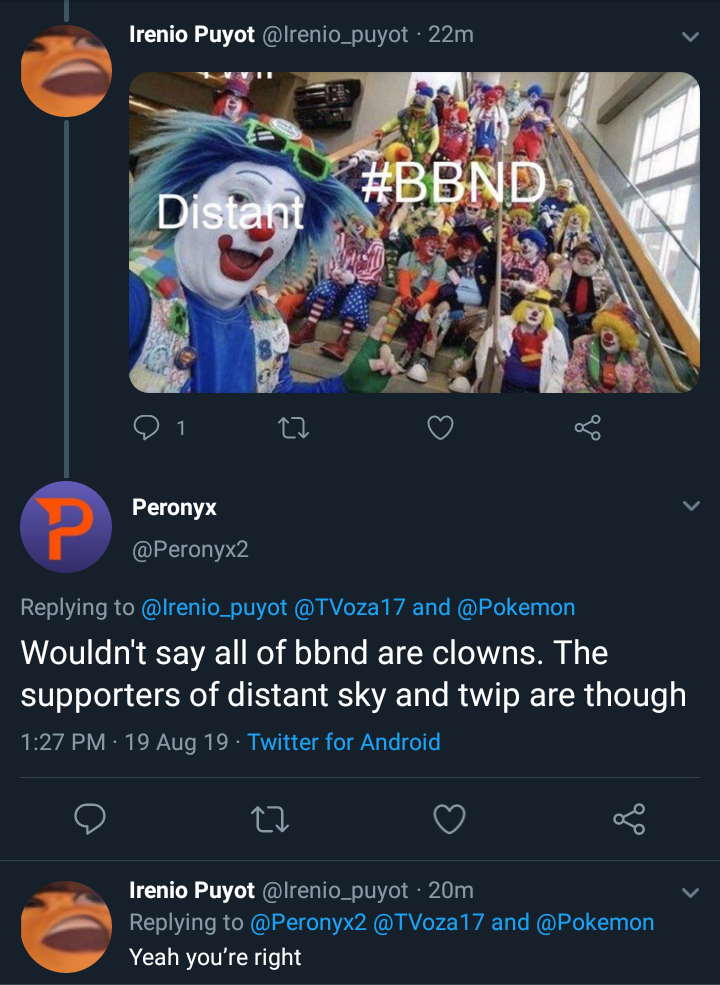 Irenio Puyot @Irenio_puyot · 22m
#BBND
Distant
1
Peronyx
@Peronyx2
Replying to @Irenio_puyot @TVoza17 and @Pokemon
Wouldn't say all of bbnd are clowns. The
supporters of distant sky and twip are though
1:27 PM · 19 Aug 19 · Twitter for Android
Irenio Puyot @Irenio_puyot · 20m
Replying to @Peronyx2 @TVoza17 and @Pokemon
Yeah you’re right